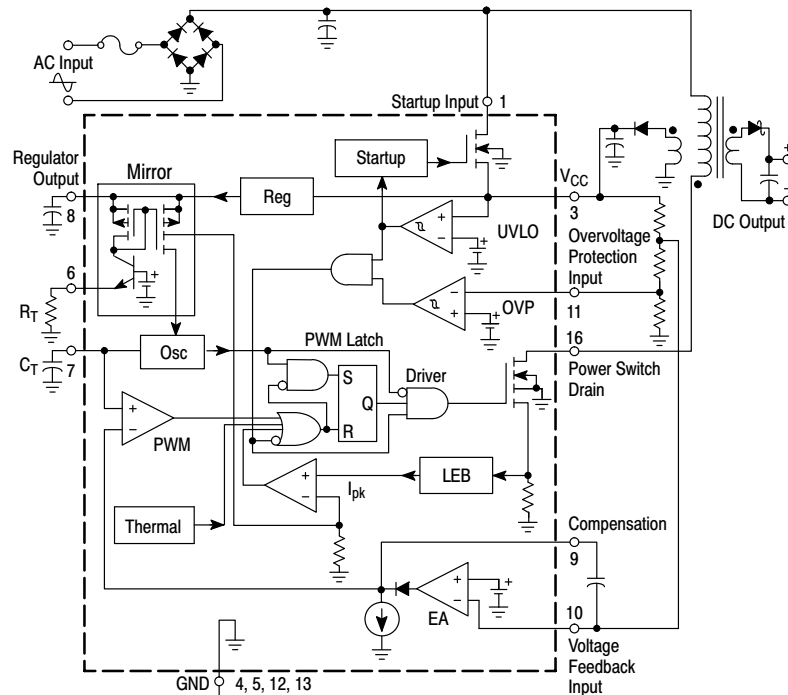 AC Input
Startup Input
1
Regulator
Output
8
Mirror
Startup
Reg
VCC
3
DC Output
+
−
UVLO
+
−
+
6
RT
+
Overvoltage
Protection
Input
11
OVP
−
+
+
16
Power Switch
Drain
CT
7
Osc
PWM Latch
S
Q
R
Driver
+
−
PWM
Ipk
+
−
LEB
Thermal
Compensation
9
EA
+
−
+
10
Voltage
Feedback
Input
GND
4, 5, 12, 13